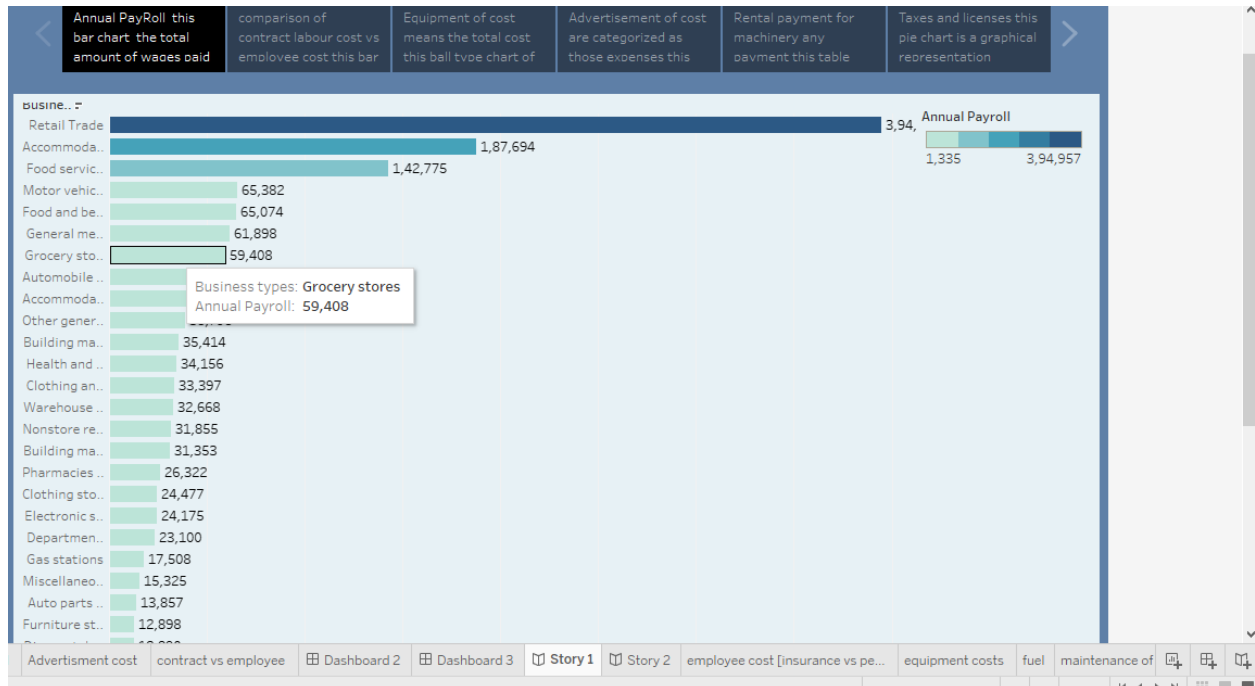 Annual PayRoll this
bar chart the total
amount of wages paid
comparison of
contract labour cost vs
employee cost this bar
Equipment of cost
means the total cost
this ball type chart of
Advertisement of cost
are categorized as
those expenses this
Rental payment for
machinery any
payment this table
Taxes and licenses this
pie chart is a graphical
representation
Busine..
Retail Trade 3,94,
Accommoda.. 1,87,694
Food servic.. 1,42,775
Motor vehic.. 65,382
Food and be.. 65,074
General me.. 61,898
Grocery sto.. 59,408
Automobile ..
Accommoda..
Other gener..
Building ma.. 35,414
Health and .. 34,156
Clothing an.. 33,397
Warehouse .. 32,668
Nonstore re.. 31,855
Building ma.. 31,353
Pharmacies .. 26,322
Clothing sto.. 24,477
Electronic s.. 24,175
Departmen.. 23,100
Gas stations 17,508
Miscellaneo.. 15,325
Auto parts .. 13,857
Furniture st.. 12,898
Business types: Grocery stores
Annual Payroll: 59,408
Annual Payroll
1,335 3,94,957
Advertisment cost contract vs employee Dashboard 2 Dashboard 3 Story 1 Story 2 employee cost [insurance vs pe... equipment costs fuel maintenance of